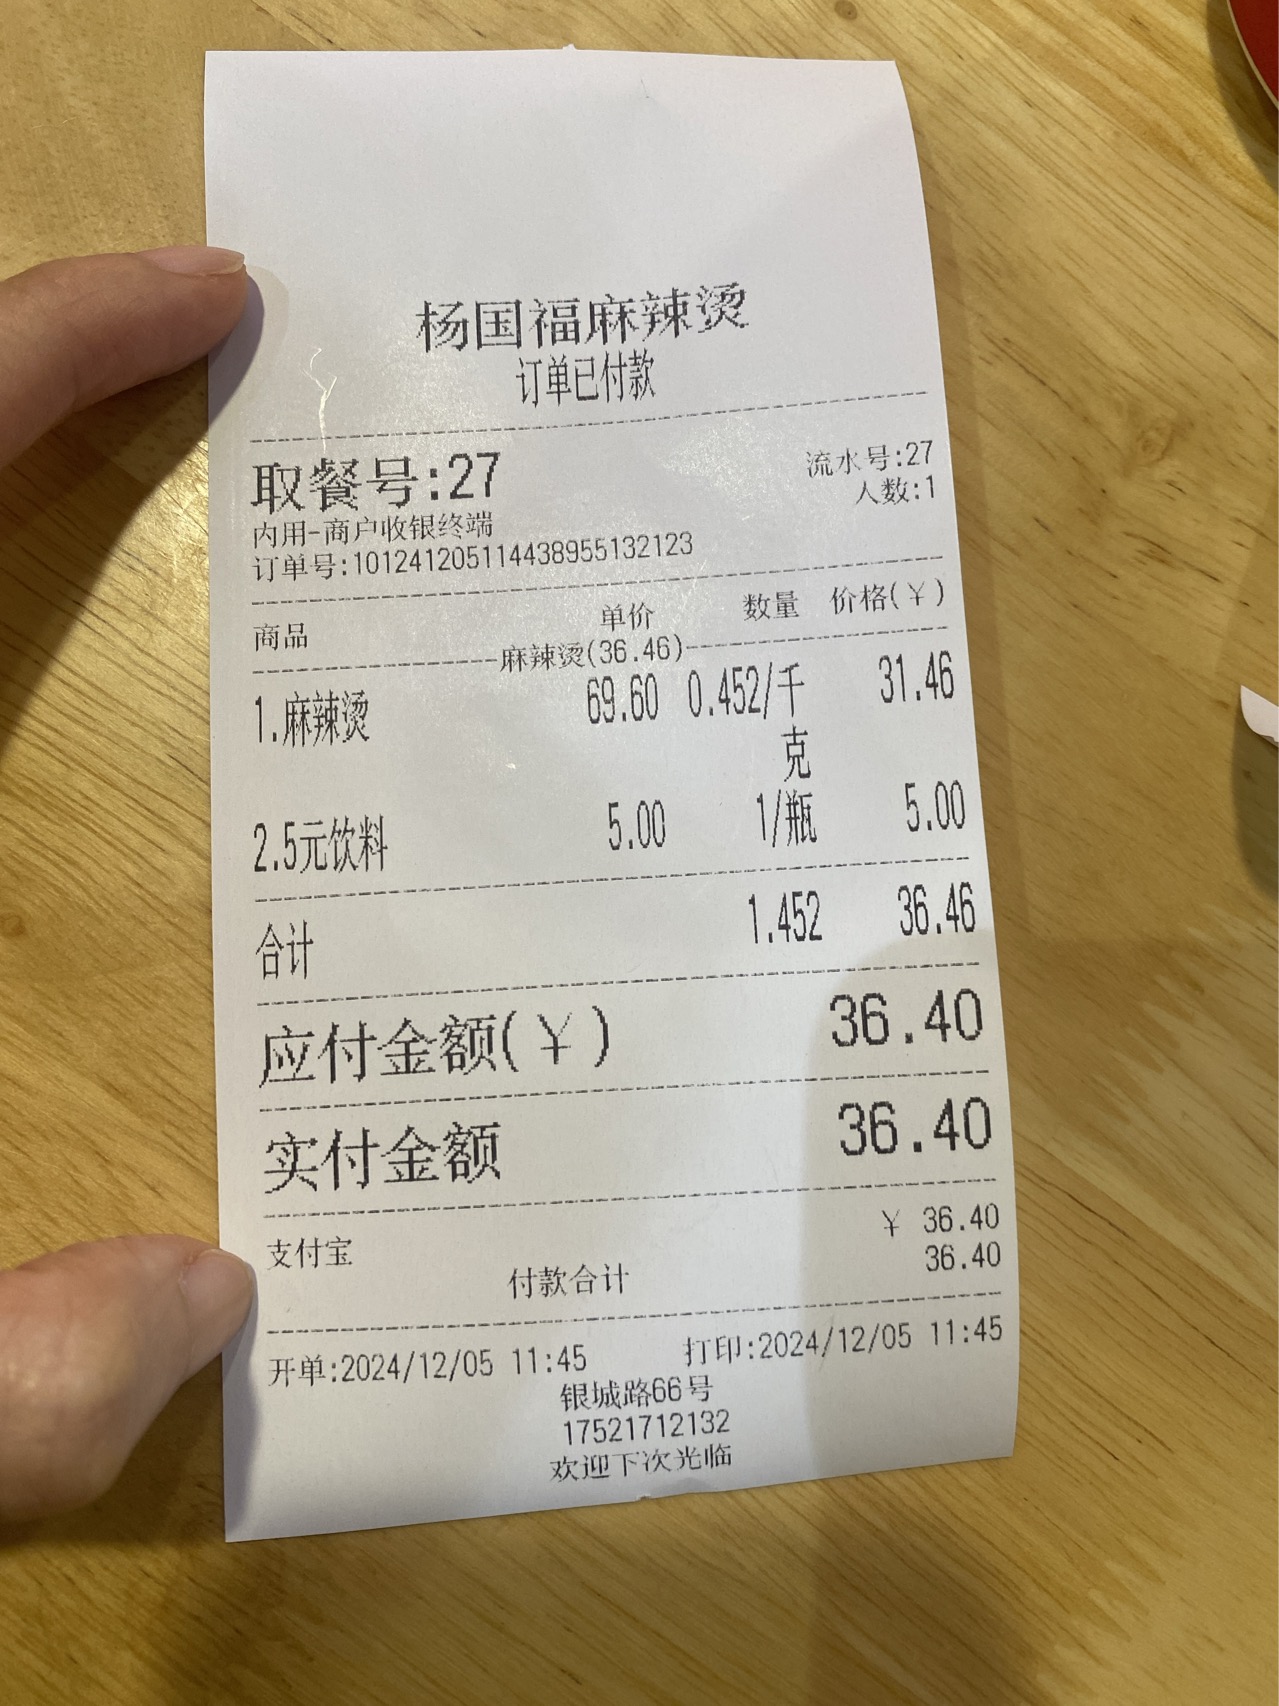 杨国福麻辣烫
订单已付款
取餐号:27 流水号:27
人数:1
内用-商户收银终端
订单号:101241205114438955132123
商品 单价 数量 价格(¥)
麻辣烫(36.46)
1.麻辣烫 69.60 0.452/千克 31.46
2.5元饮料 5.00 1/瓶 5.00
合计 1.452 36.46
应付金额(¥) 36.40
实付金额 36.40
支付宝 ¥ 36.40
付款合计 36.40
开单:2024/12/05 11:45 打印:2024/12/05 11:45
银城路66号
17521712132
欢迎下次光临